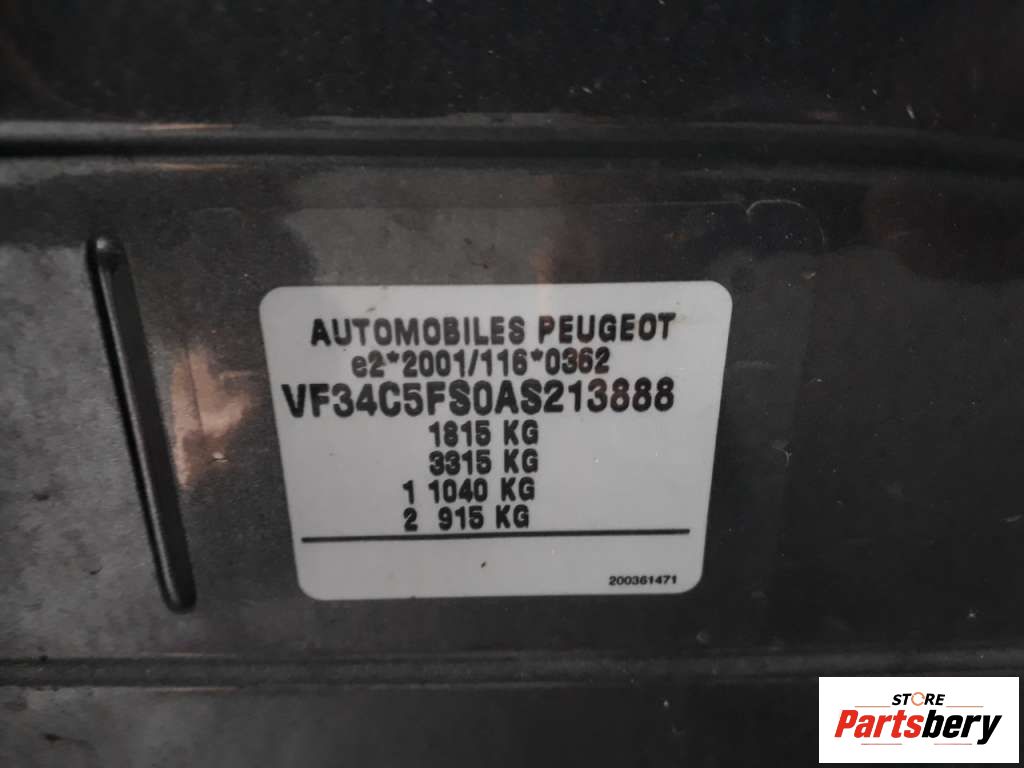 AUTOMOBILES PEUGEOT
e2*2001/116*0362
VF34C5FS0AS213888
1815 KG
3315 KG
1 1040 KG
2 915 KG
200361471
STORE
Partsbery